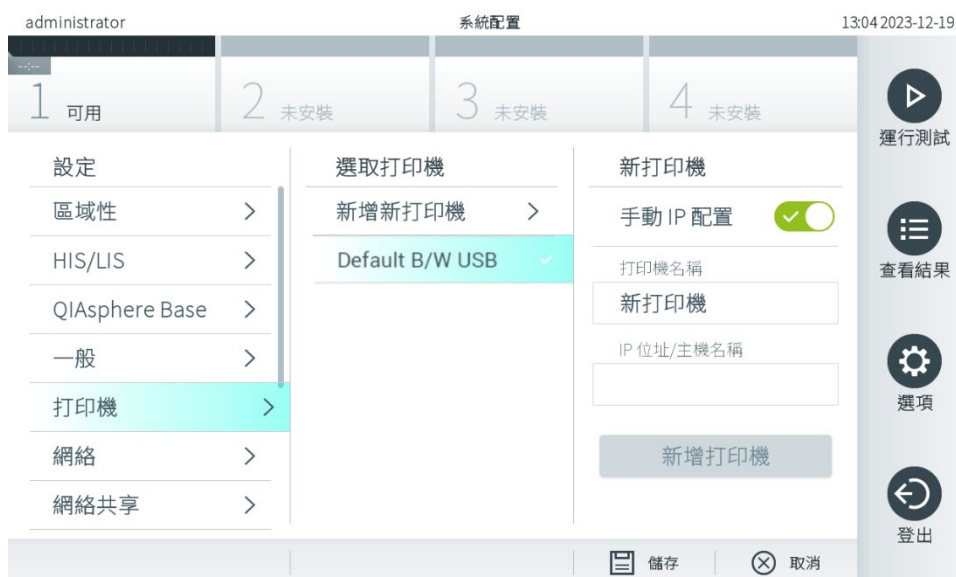 administrator
系統配置
13:04 2023-12-19
--:--
1 可用
2 未安裝
3 未安裝
4 未安裝
運行測試
查看結果
選項
登出
設定
區域性
HIS/LIS
QIAsphere Base
一般
打印機
網絡
網絡共享
選取打印機
新增新打印機
Default B/W USB
新打印機
手動 IP 配置
打印機名稱
新打印機
IP 位址/主機名稱
新增打印機
儲存
取消